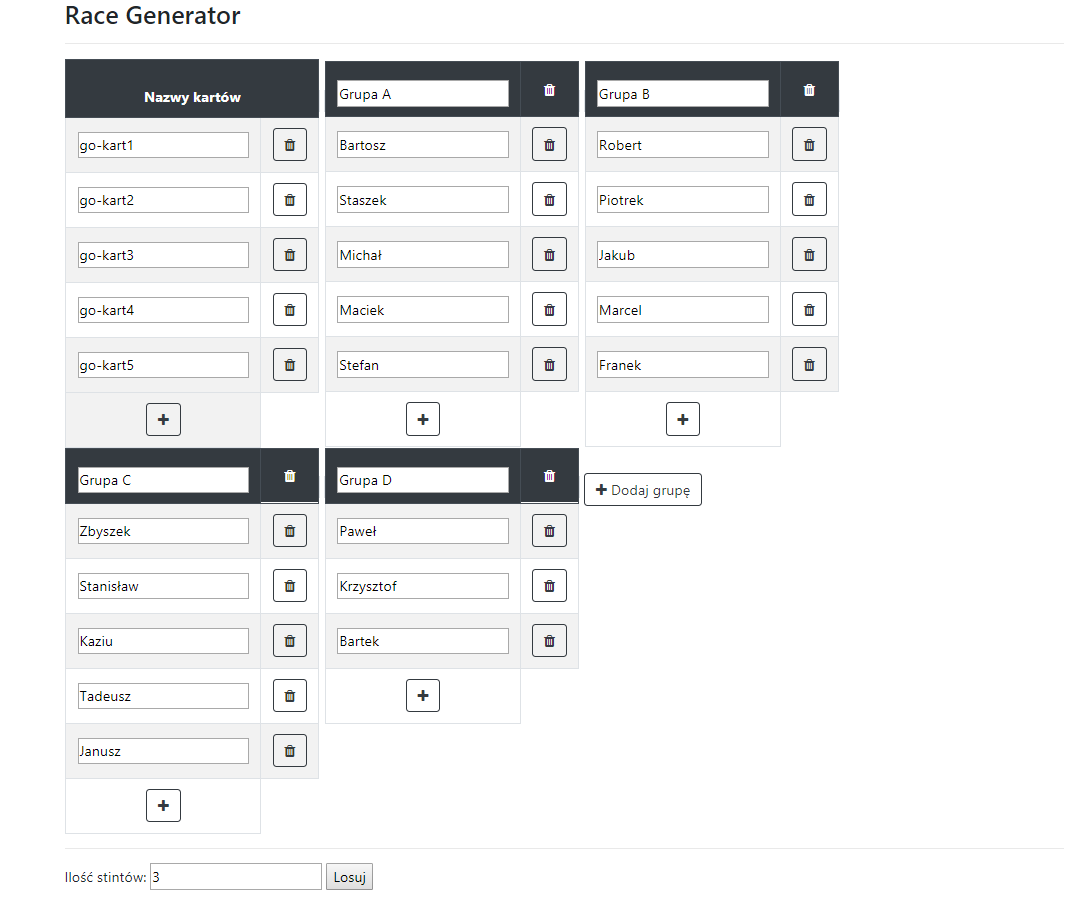 Race Generator
Nazwy kartów
go-kart1
go-kart2
go-kart3
go-kart4
go-kart5
Grupa A
Bartosz
Staszek
Michał
Maciek
Stefan
Grupa B
Robert
Piotrek
Jakub
Marcel
Franek
Grupa C
Zbyszek
Stanisław
Kaziu
Tadeusz
Janusz
Grupa D
Paweł
Krzysztof
Bartek
Dodaj grupę
Ilość stintów: 3 Losuj